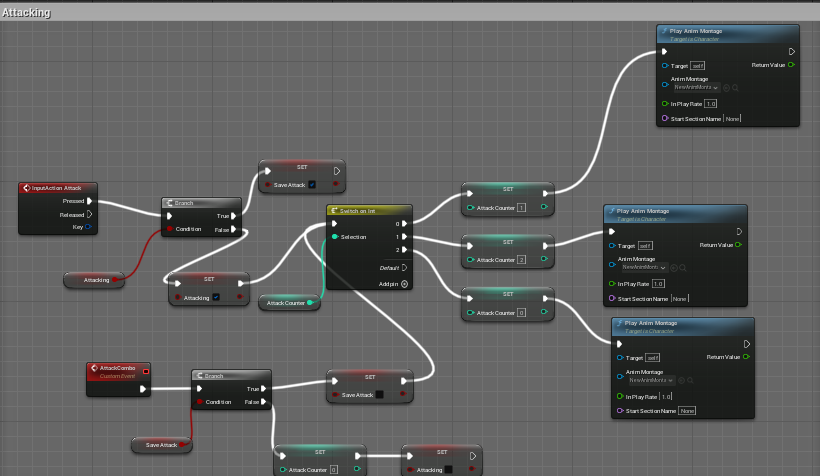 Attacking
Play Anim Montage
Target is Character
Target self
Return Value
Anim Montage
NewAnimMonta
In Play Rate 1.0
Start Section Name None
InputAction Attack
Pressed
Released
Key
Branch
True
Condition False
SET
Save Attack
Attacking
SET
Attacking
Switch on Int
0
Selection 1
2
Default
Add pin
Attack Counter
SET
Attack Counter 1
SET
Attack Counter 2
SET
Attack Counter 0
Play Anim Montage
Target is Character
Target self
Return Value
Anim Montage
NewAnimMonta
In Play Rate 1.0
Start Section Name None
Play Anim Montage
Target is Character
Target self
Return Value
Anim Montage
NewAnimMonta
In Play Rate 1.0
Start Section Name None
AttackCombo
Custom Event
Branch
True
Condition False
SET
Save Attack
Save Attack
SET
Attack Counter 0
SET
Attacking